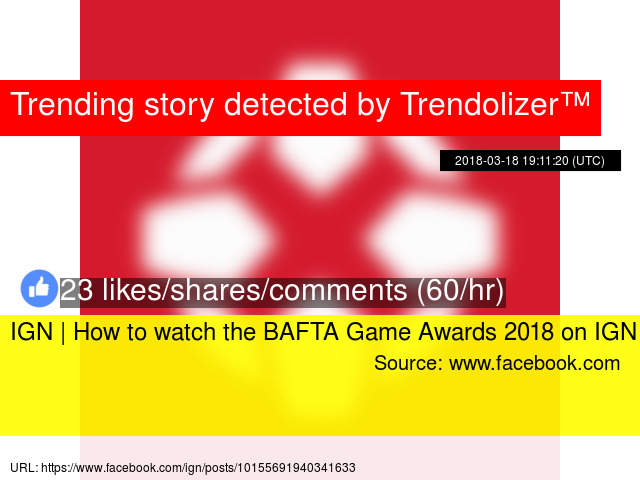 Trending story detected by Trendolizer™
2018-03-18 19:11:20 (UTC)
23 likes/shares/comments (60/hr)
IGN | How to watch the BAFTA Game Awards 2018 on IGN
Source: www.facebook.com
URL: https://www.facebook.com/ign/posts/10155691940341633